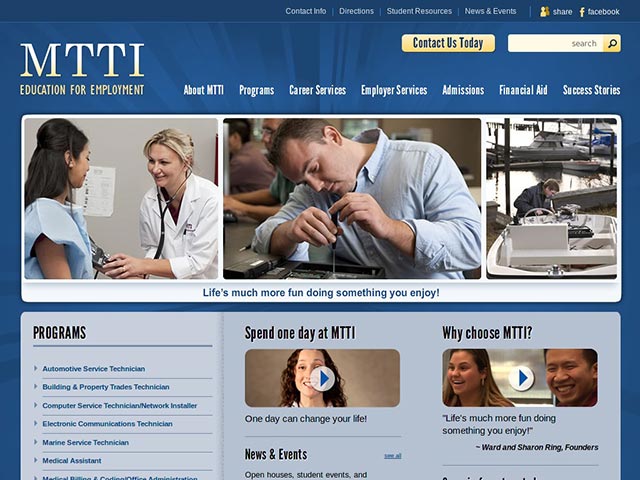 Contact Info | Directions | Student Resources | News & Events | share facebook
Contact Us Today search
MTTI
EDUCATION FOR EMPLOYMENT
About MTTI Programs Career Services Employer Services Admissions Financial Aid Success Stories
Life's much more fun doing something you enjoy!
PROGRAMS
Automotive Service Technician
Building & Property Trades Technician
Computer Service Technician/Network Installer
Electronic Communications Technician
Marine Service Technician
Medical Assistant
Medical Billing & Coding/Office Administration
Spend one day at MTTI
One day can change your life!
News & Events see all
Open houses, student events, and
Why choose MTTI?
"Life's much more fun doing
something you enjoy!"
~ Ward and Sharon Ring, Founders